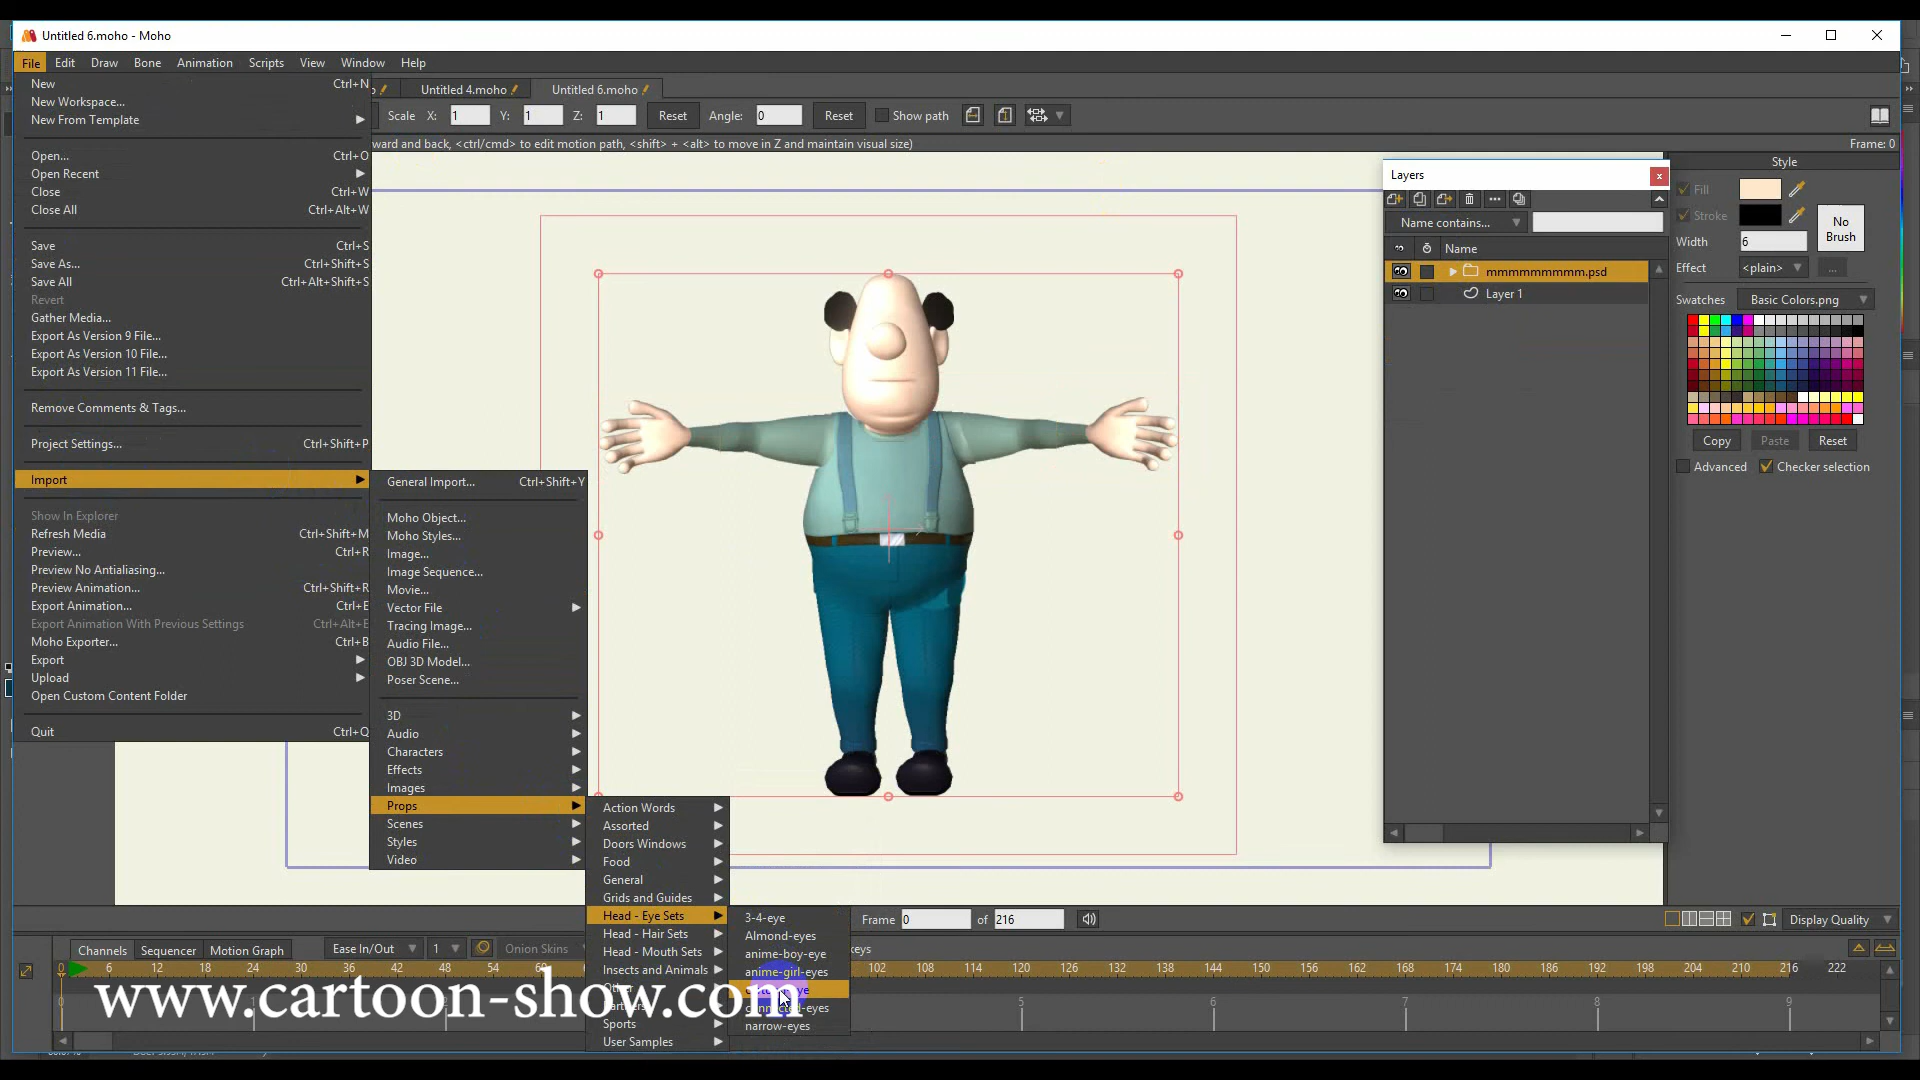 Untitled 6.moho - Moho
File Edit Draw Bone Animation Scripts View Window Help
Untitled 4.moho Untitled 6.moho
Scale X: 1 Y: 1 Z: 1 Reset Angle: 0 Reset Show path
ward and back, <ctrl/cmd> to edit motion path, <shift> + <alt> to move in Z and maintain visual size) Frame: 0
New Ctrl+N
New Workspace...
New From Template
Open... Ctrl+O
Open Recent
Close Ctrl+W
Close All Ctrl+Alt+W
Save Ctrl+S
Save As... Ctrl+Shift+S
Save All Ctrl+Alt+Shift+S
Revert
Gather Media...
Export As Version 9 File...
Export As Version 10 File...
Export As Version 11 File...
Remove Comments & Tags...
Project Settings... Ctrl+Shift+P
Import
Show In Explorer
Refresh Media Ctrl+Shift+M
Preview... Ctrl+R
Preview No Antialiasing...
Preview Animation... Ctrl+Shift+R
Export Animation... Ctrl+E
Export Animation With Previous Settings Ctrl+Alt+E
Moho Exporter... Ctrl+B
Export
Upload
Open Custom Content Folder
Quit Ctrl+Q
General Import... Ctrl+Shift+Y
Moho Object...
Moho Styles...
Image...
Image Sequence...
Movie...
Vector File
Tracing Image...
Audio File...
OBJ 3D Model...
Poser Scene...
3D
Audio
Characters
Effects
Images
Props
Scenes
Styles
Video
Action Words
Assorted
Doors Windows
Food
General
Grids and Guides
Head - Eye Sets
Head - Hair Sets
Head - Mouth Sets
Insects and Animals
Other
Sports
User Samples
3-4-eye
Almond-eyes
anime-boy-eye
anime-girl-eyes
connected-eyes
narrow-eyes
Layers x
Name contains...
Name
mmmmmmmmm.psd
Layer 1
Style
Fill
Stroke
No Brush
Width 6
Effect <plain> ...
Swatches Basic Colors.png
Copy Paste Reset
Advanced Checker selection
Frame 0 of 216 Display Quality
Channels Sequencer Motion Graph Ease In/Out 1 Onion Skins
0 6 12 18 24 30 36 42 48 54 102 108 114 120 126 132 138 144 150 156 162 168 174 180 186 192 198 204 210 216 222
0 5 6 7 8 9
www.cartoon-show.com